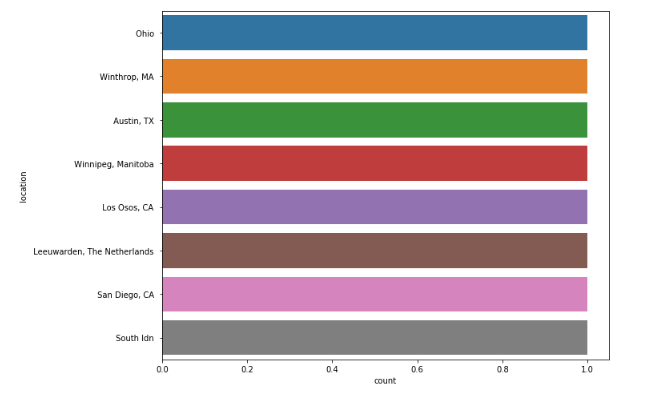 Ohio
Winthrop, MA
Austin, TX
Winnipeg, Manitoba
Los Osos, CA
Leeuwarden, The Netherlands
San Diego, CA
South Idn
location
0.0 0.2 0.4 0.6 0.8 1.0
count